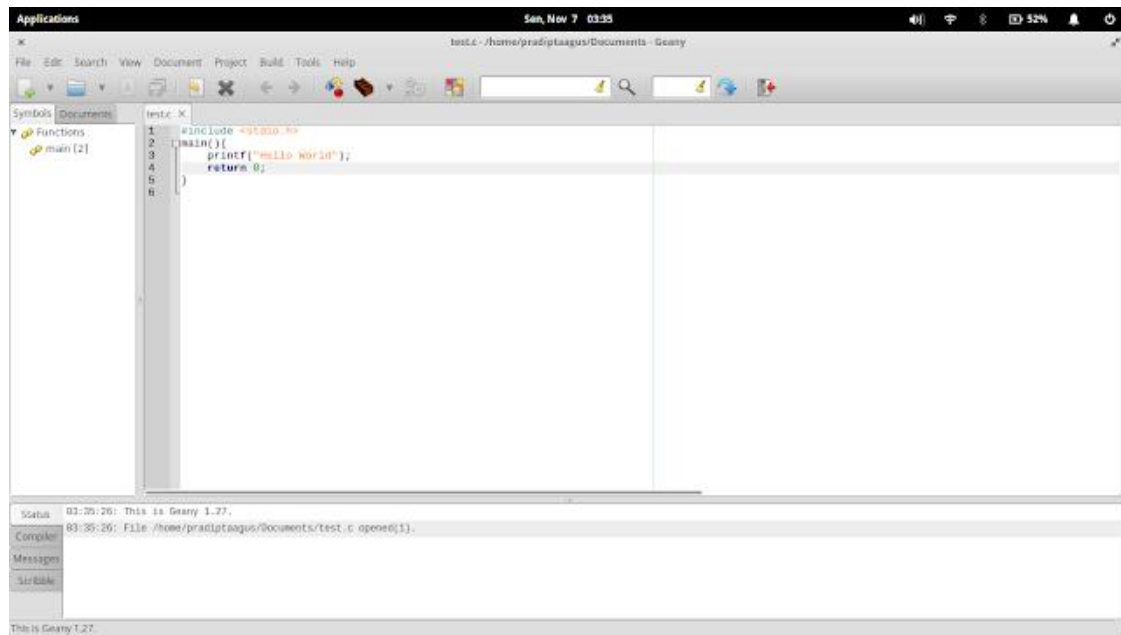 Applications
Sen, Nov 7 03:35
52%
test.c - /home/pradiptaagus/Documents - Geany
File Edit Search View Document Project Build Tools Help
Symbols Documents
test.c
Functions
main [2]
1 #include <stdio.h>
2 main(){
3 printf("Hello World");
4 return 0;
5 }
6
Status
Compiler
Messages
Scribble
03:35:26: This is Geany 1.27.
03:35:26: File /home/pradiptaagus/Documents/test.c opened(1).
This is Geany 1.27.